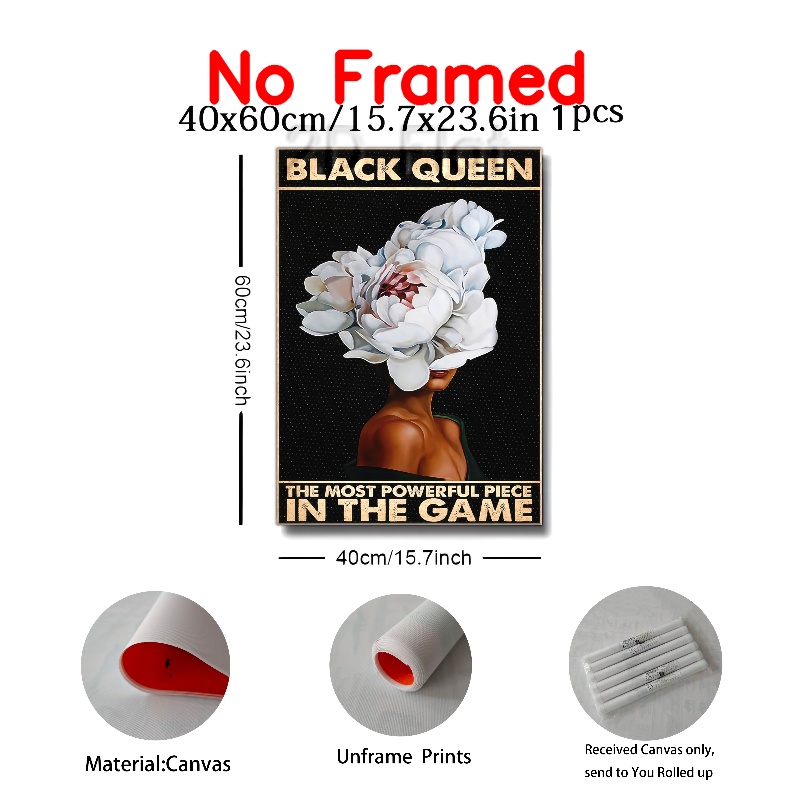 No Framed
40x60cm/15.7x23.6in 1pcs
BLACK QUEEN
60cm/23.6inch
THE MOST POWERFUL PIECE
IN THE GAME
40cm/15.7inch
Material:Canvas
Unframe Prints
Received Canvas only,
send to You Rolled up